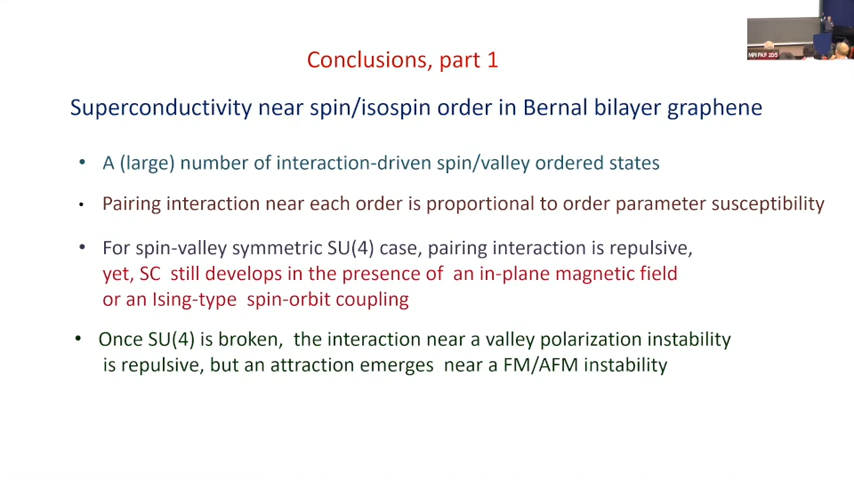 Conclusions, part 1
Superconductivity near spin/isospin order in Bernal bilayer graphene
• A (large) number of interaction-driven spin/valley ordered states
• Pairing interaction near each order is proportional to order parameter susceptibility
• For spin-valley symmetric SU(4) case, pairing interaction is repulsive,
yet, SC still develops in the presence of an in-plane magnetic field
or an Ising-type spin-orbit coupling
• Once SU(4) is broken, the interaction near a valley polarization instability
is repulsive, but an attraction emerges near a FM/AFM instability